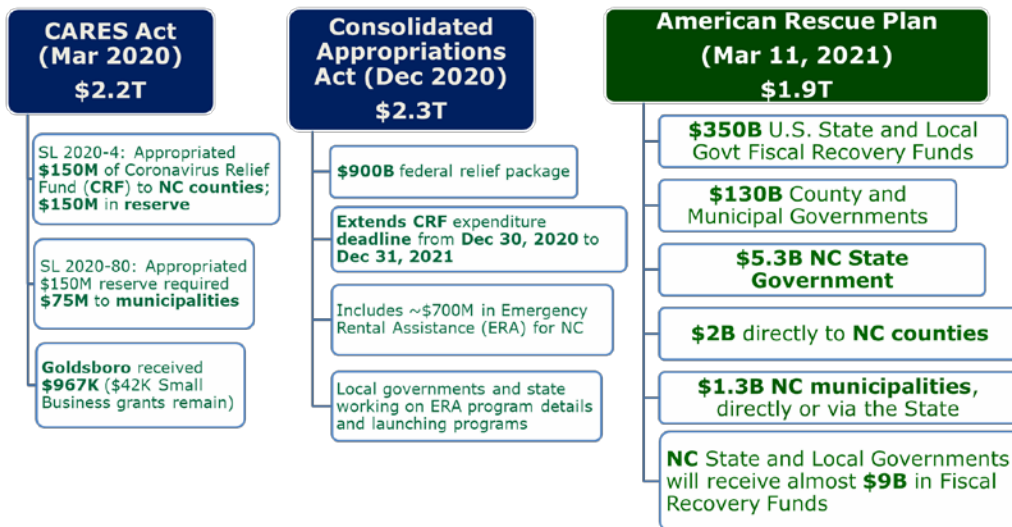 CARES Act
(Mar 2020)
$2.2T
SL 2020-4: Appropriated
$150M of Coronavirus Relief
Fund (CRF) to NC counties;
$150M in reserve
SL 2020-80: Appropriated
$150M reserve required
$75M to municipalities
Goldsboro received
$967K ($42K Small
Business grants remain)
Consolidated
Appropriations
Act (Dec 2020)
$2.3T
$900B federal relief package
Extends CRF expenditure
deadline from Dec 30, 2020 to
Dec 31, 2021
Includes ~$700M in Emergency
Rental Assistance (ERA) for NC
Local governments and state
working on ERA program details
and launching programs
American Rescue Plan
(Mar 11, 2021)
$1.9T
$350B U.S. State and Local
Govt Fiscal Recovery Funds
$130B County and
Municipal Governments
$5.3B NC State
Government
$2B directly to NC counties
$1.3B NC municipalities,
directly or via the State
NC State and Local Governments
will receive almost $9B in Fiscal
Recovery Funds